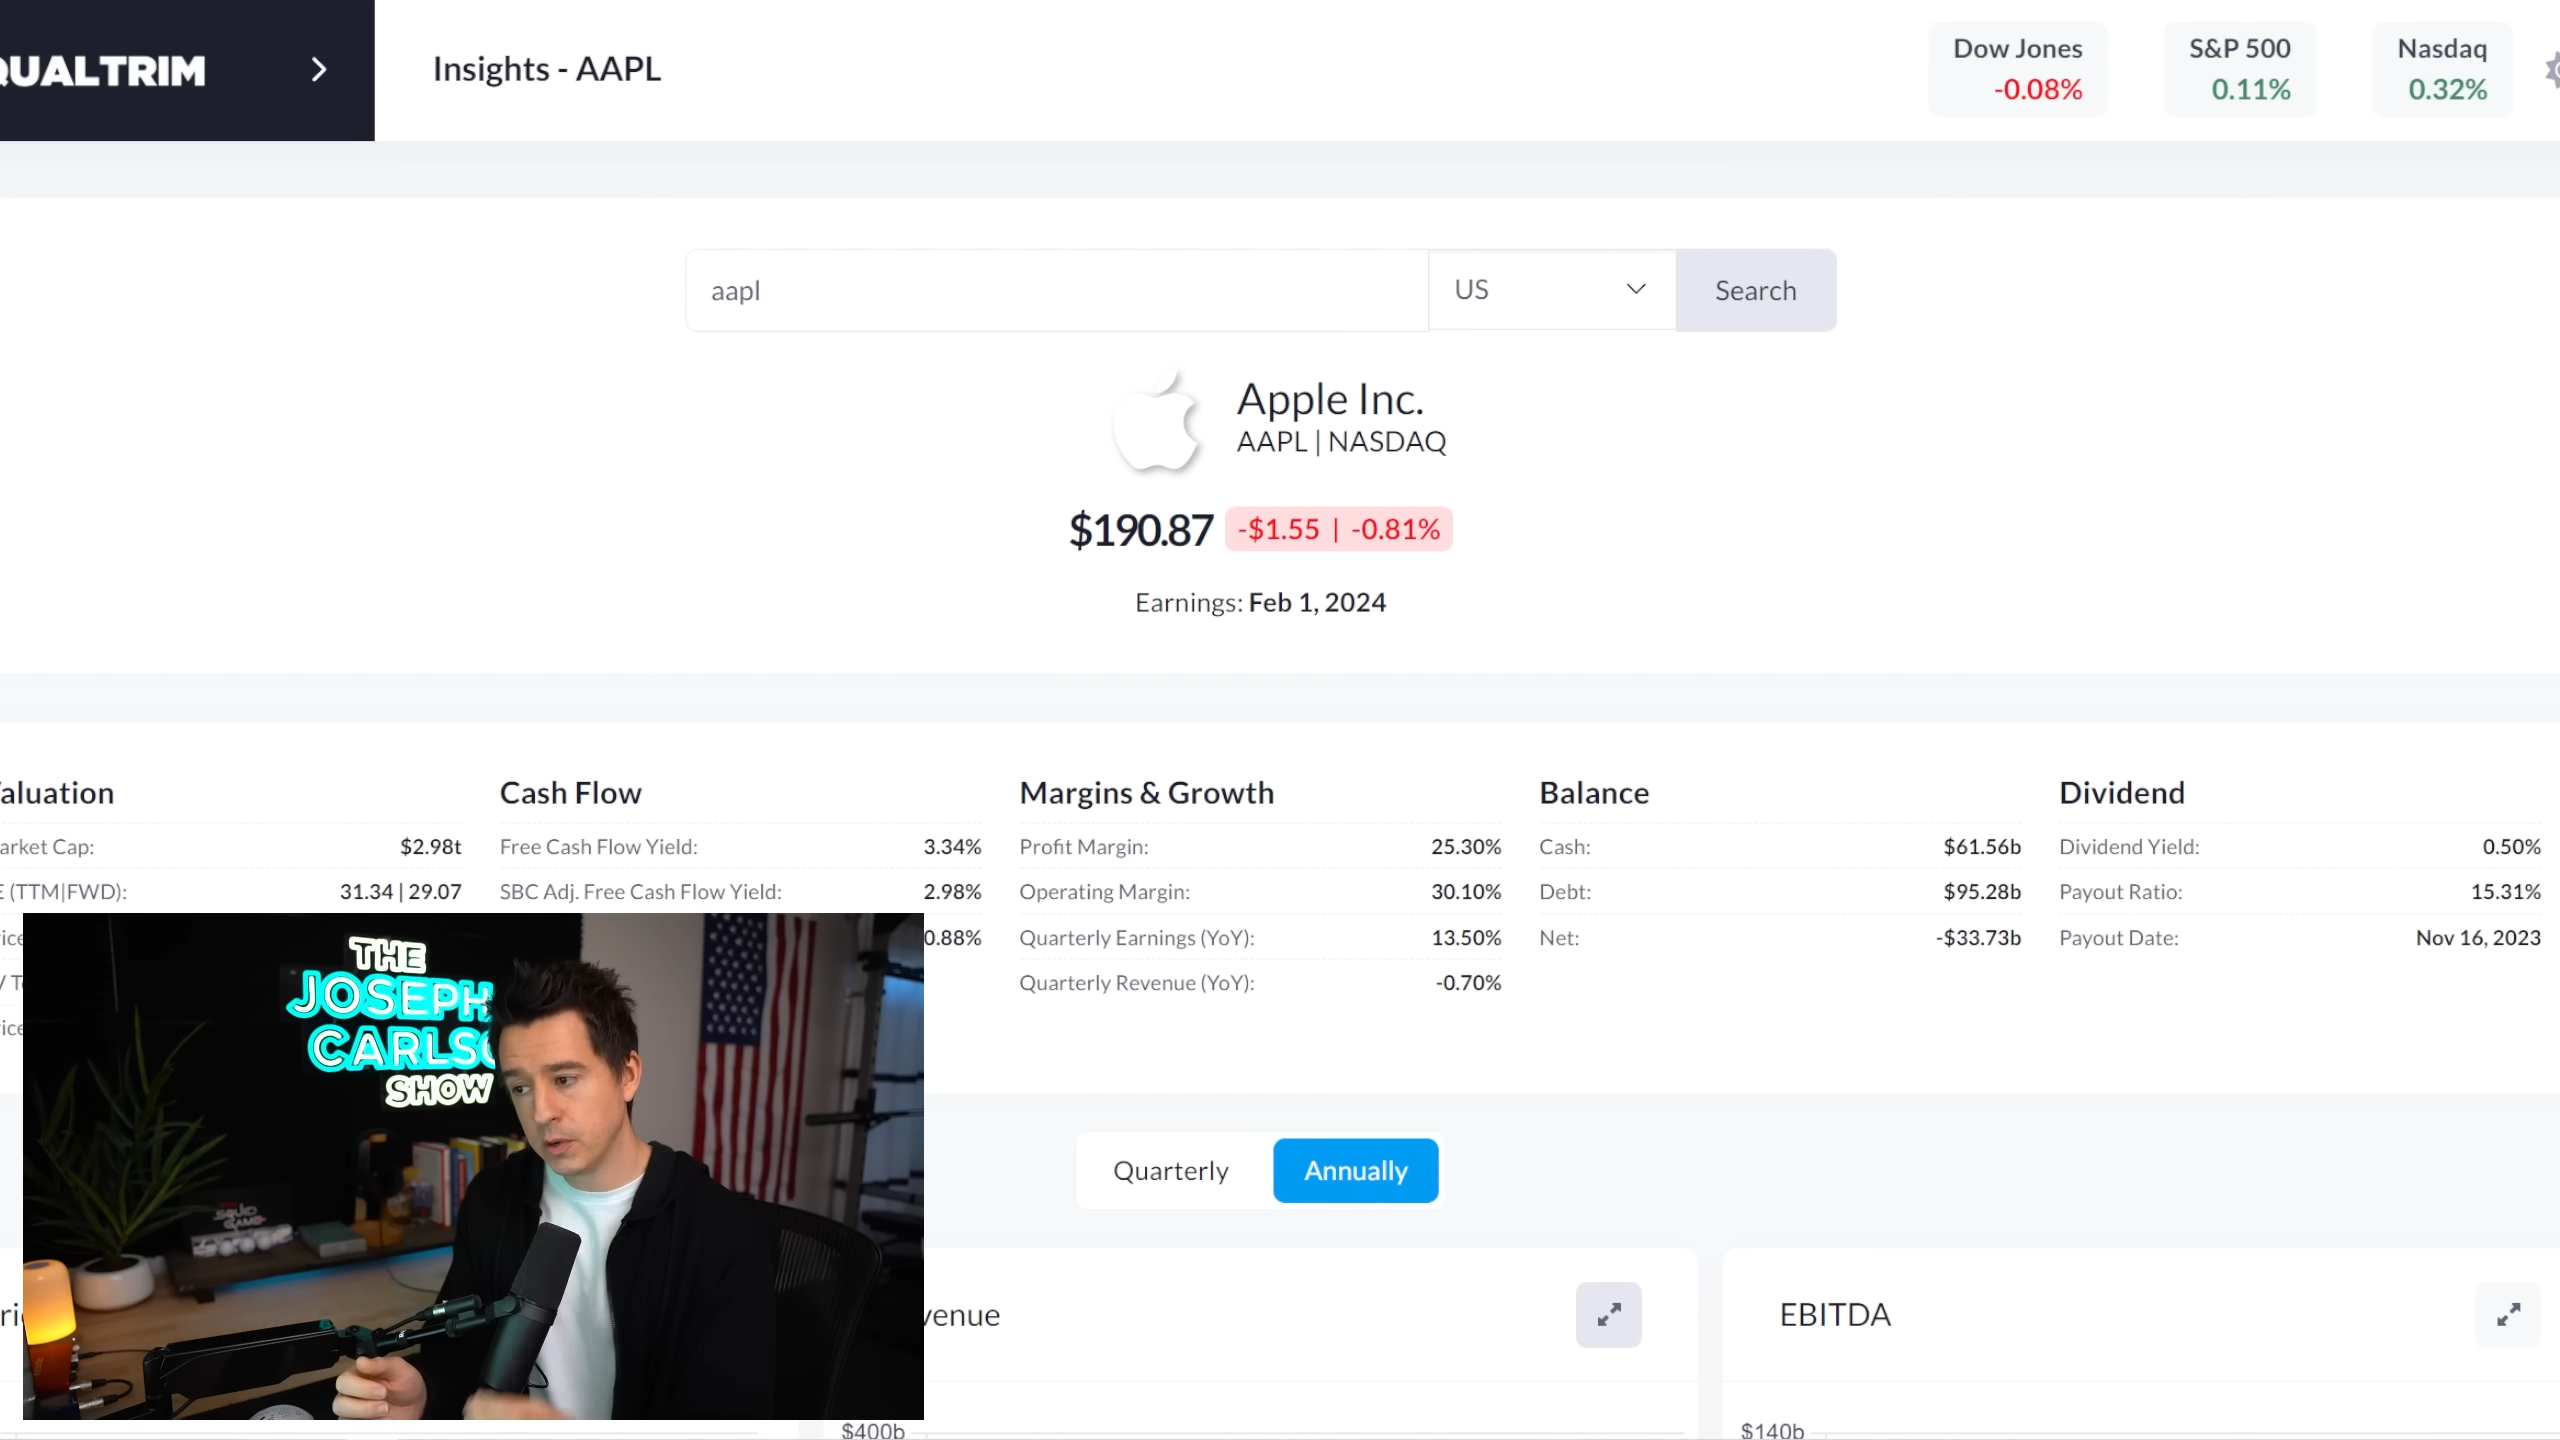 QUALTRIM
Insights - AAPL
Dow Jones
-0.08%
S&P 500
0.11%
Nasdaq
0.32%
aapl
US
Search
Apple Inc.
AAPL | NASDAQ
$190.87
-$1.55 | -0.81%
Earnings: Feb 1, 2024
aluation
arket Cap: $2.98t
E (TTM|FWD): 31.34 | 29.07
Cash Flow
Free Cash Flow Yield: 3.34%
SBC Adj. Free Cash Flow Yield: 2.98%
0.88%
Margins & Growth
Profit Margin: 25.30%
Operating Margin: 30.10%
Quarterly Earnings (YoY): 13.50%
Quarterly Revenue (YoY): -0.70%
Balance
Cash: $61.56b
Debt: $95.28b
Net: -$33.73b
Dividend
Dividend Yield: 0.50%
Payout Ratio: 15.31%
Payout Date: Nov 16, 2023
THE
JOSEPH
CARLSO
SHOW
SQUID
GAME
Quarterly
Annually
venue
EBITDA
$400b
$140b